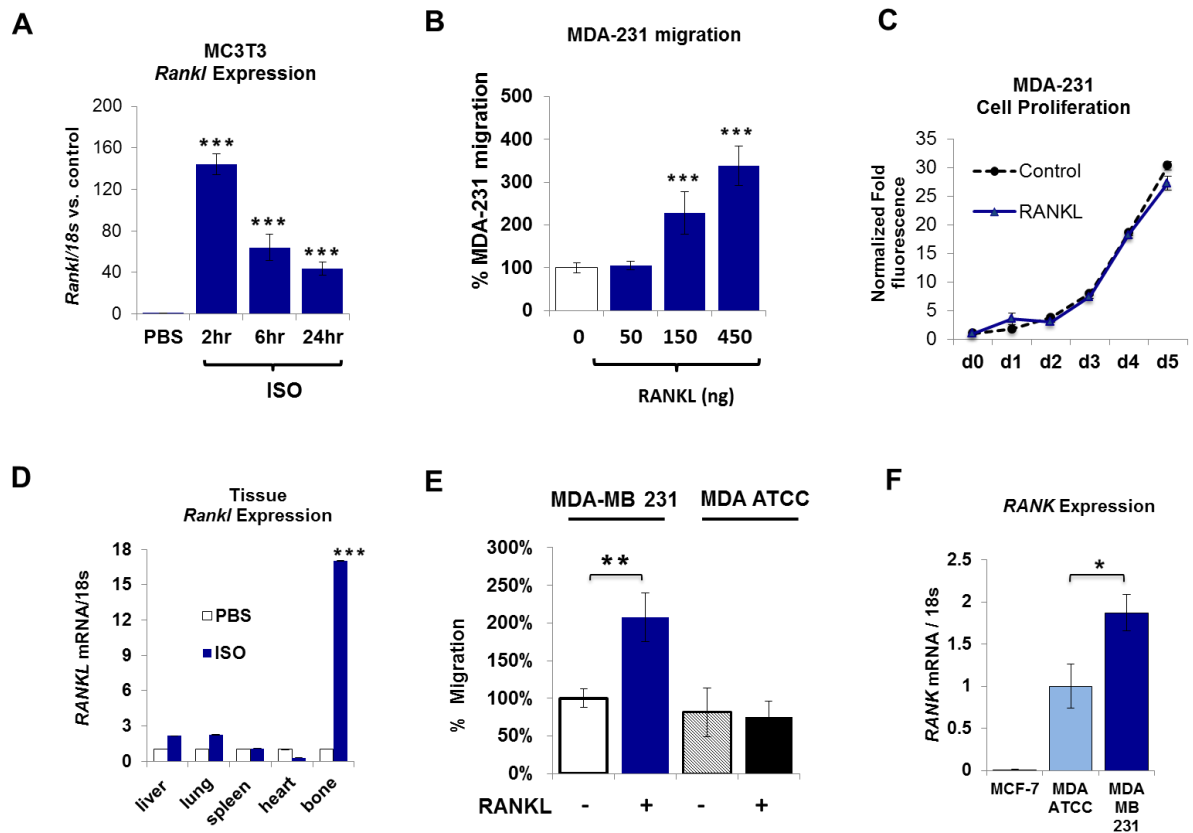 A
MC3T3
Rankl Expression
Rankl/18s vs. control
200
160
120
80
40
0
***
***
***
PBS 2hr 6hr 24hr
ISO
B
MDA-231 migration
% MDA-231 migration
500
400
300
200
100
0
***
***
0 50 150 450
RANKL (ng)
C
MDA-231
Cell Proliferation
Normalized Fold
fluorescence
35
30
25
20
15
10
5
0
Control
RANKL
d0 d1 d2 d3 d4 d5
D
Tissue
Rankl Expression
RANKL mRNA/18s
18
15
12
9
6
3
0
***
PBS
ISO
liver lung spleen heart bone
E
MDA-MB 231 MDA ATCC
% Migration
300%
250%
200%
150%
100%
50%
0%
**
RANKL - + - +
F
RANK Expression
RANK mRNA / 18s
2.5
2
1.5
1
0.5
0
*
MCF-7 MDA ATCC MDA MB 231